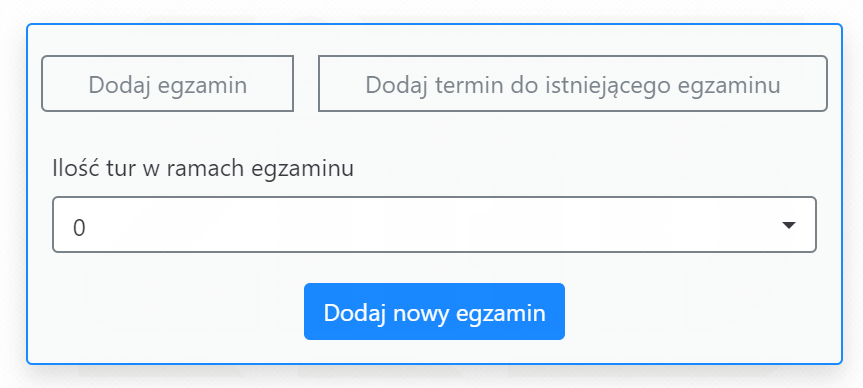 Dodaj egzamin
Dodaj termin do istniejącego egzaminu
Ilość tur w ramach egzaminu
0
Dodaj nowy egzamin